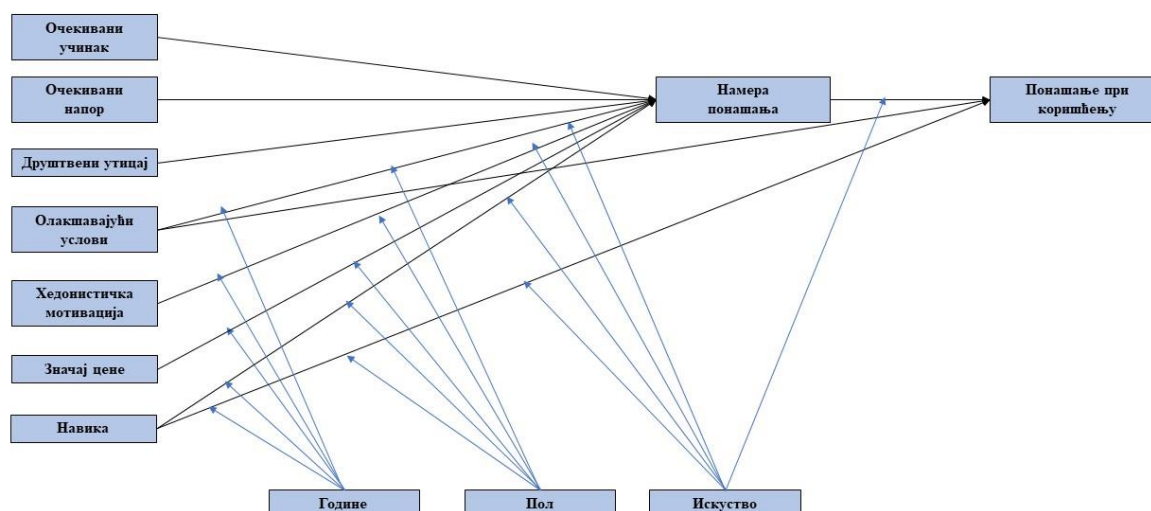 Очекивани
учинак
Очекивани
напор
Намера
понашања
Понашање при
коришћењу
Друштвени утицај
Олакшавајући
услови
Хедонистичка
мотивација
Значај цене
Навика
Године
Пол
Искуство